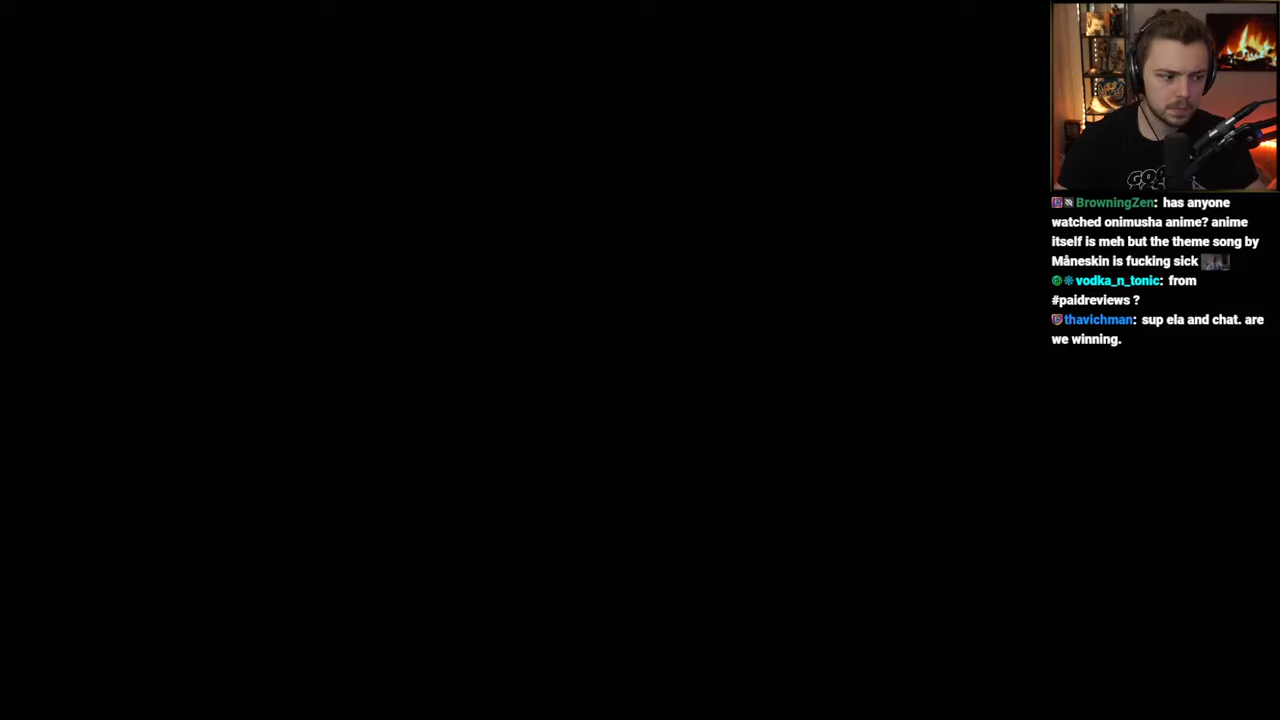 BrowningZen: has anyone
watched onimusha anime? anime
itself is meh but the theme song by
Måneskin is fucking sick
vodka_n_tonic: from
#paidreviews ?
thavichman: sup ela and chat. are
we winning.